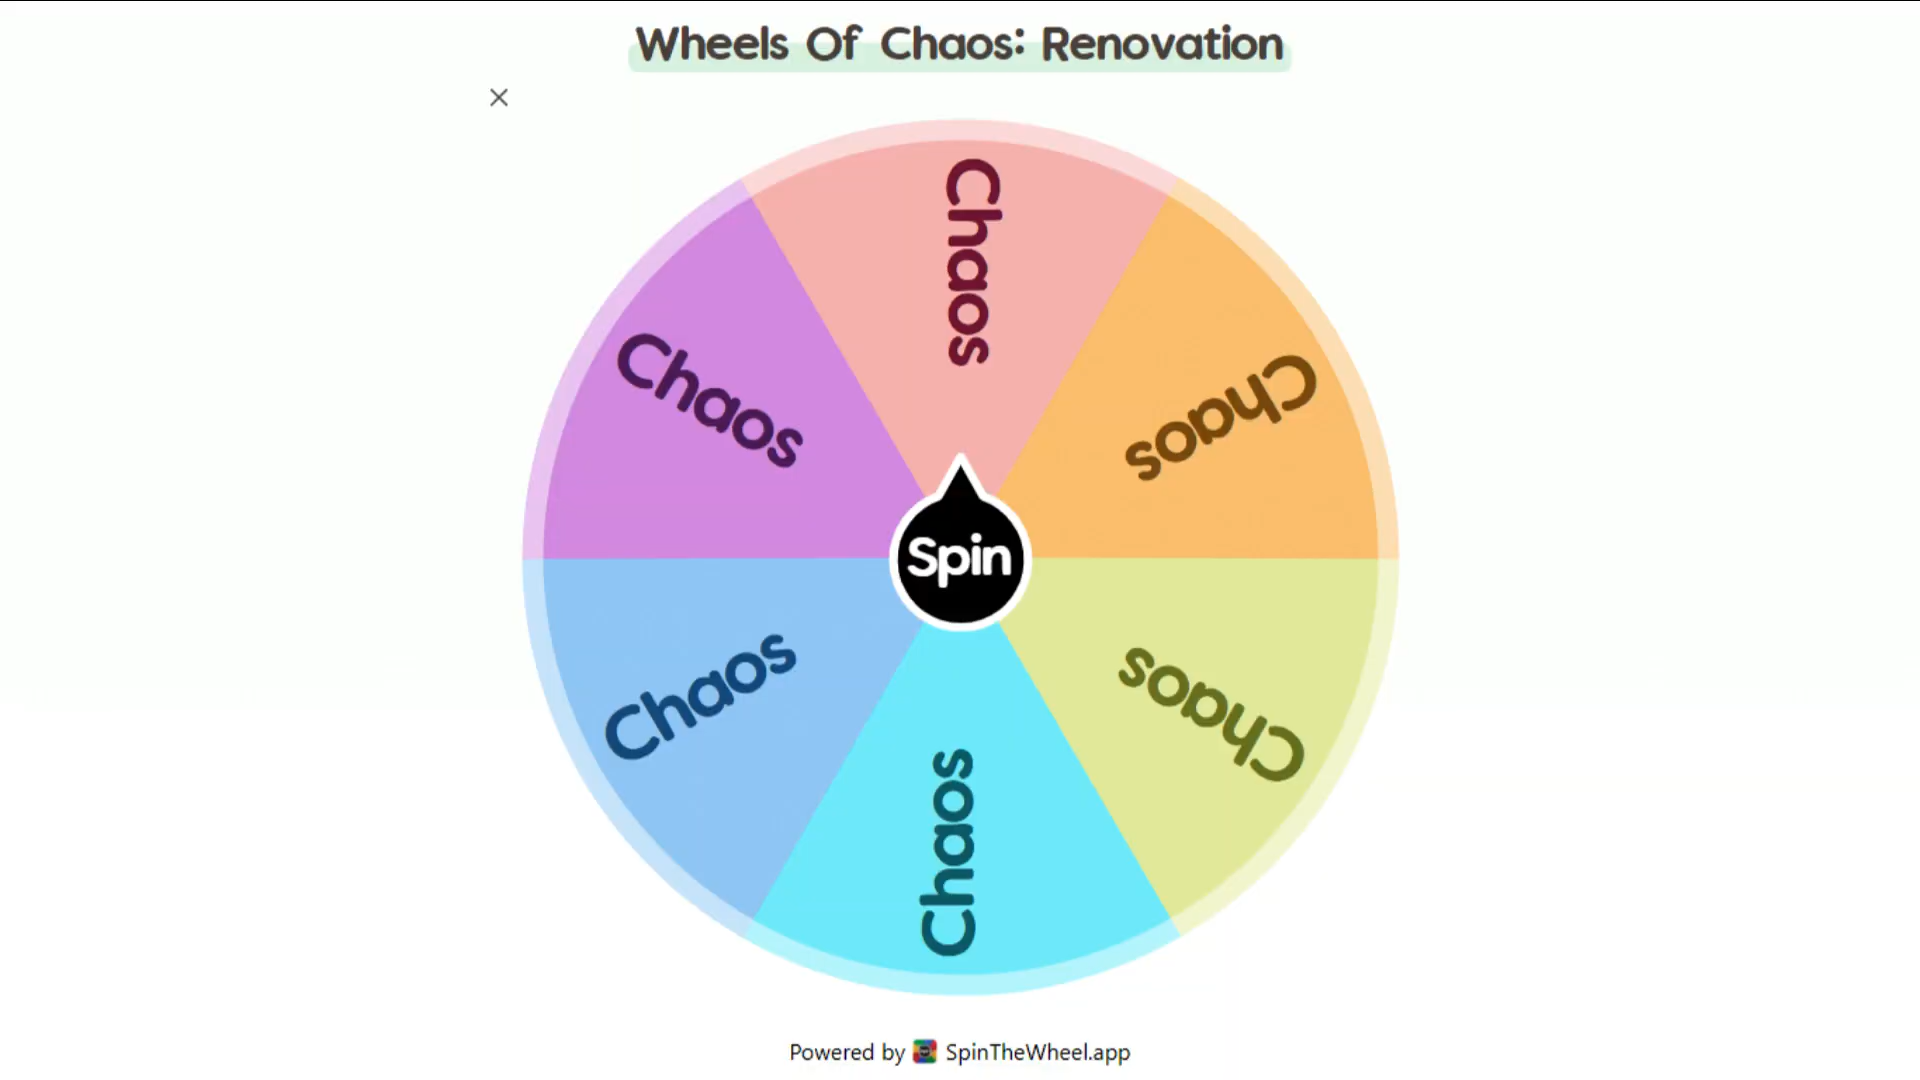 Wheels Of Chaos: Renovation
Chaos
Chaos
Chaos
Spin
Chaos
Chaos
Chaos
Powered by SpinTheWheel.app